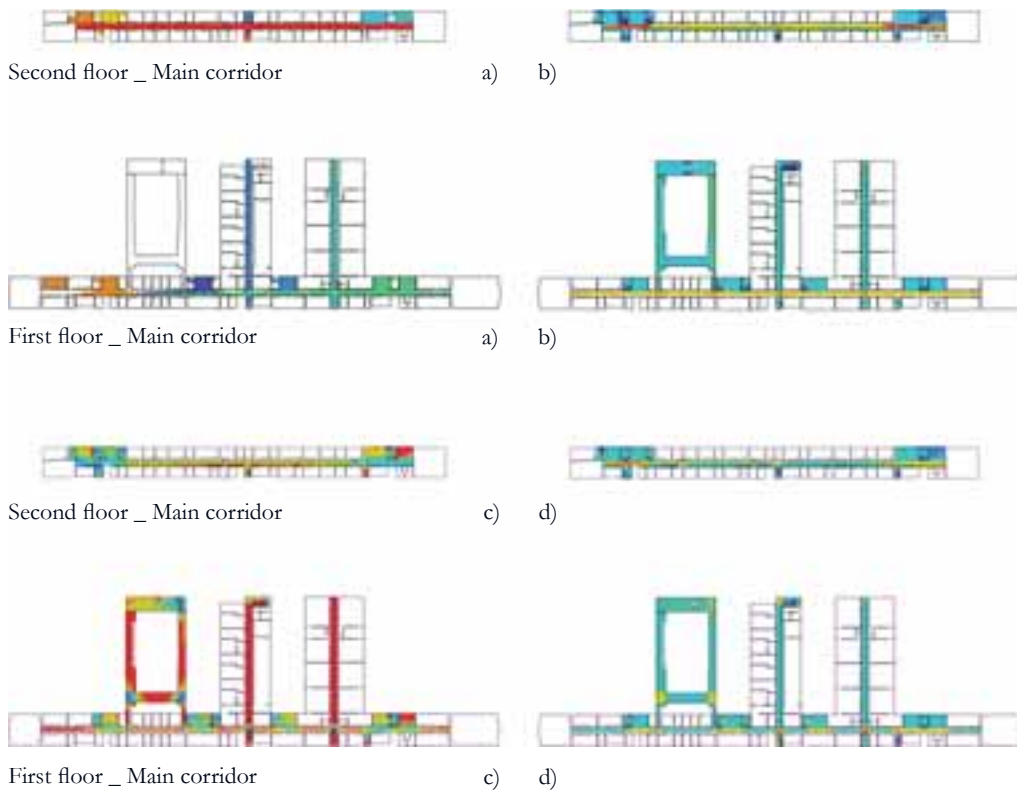 Second floor _ Main corridor a) b)
First floor _ Main corridor a) b)
Second floor _ Main corridor c) d)
First floor _ Main corridor c) d)